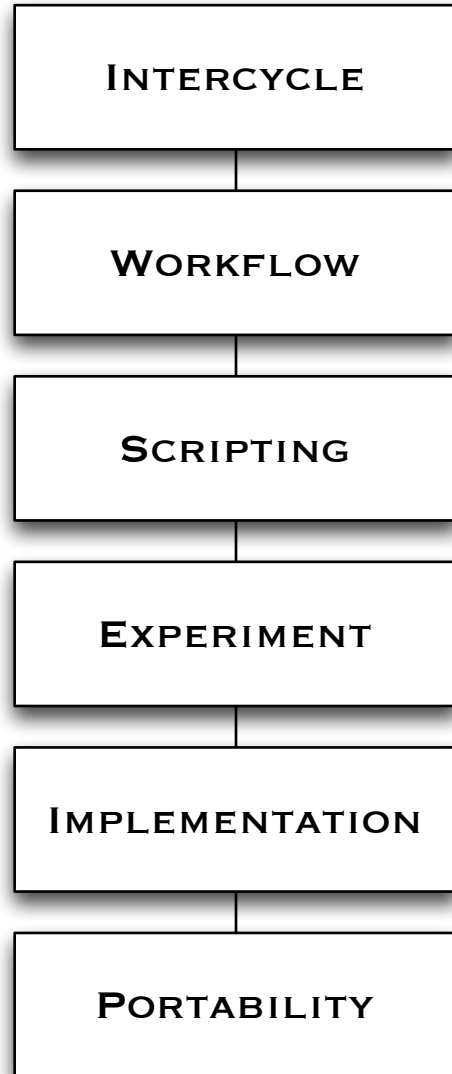 Intercycle
Workflow
Scripting
Experiment
Implementation
Portability